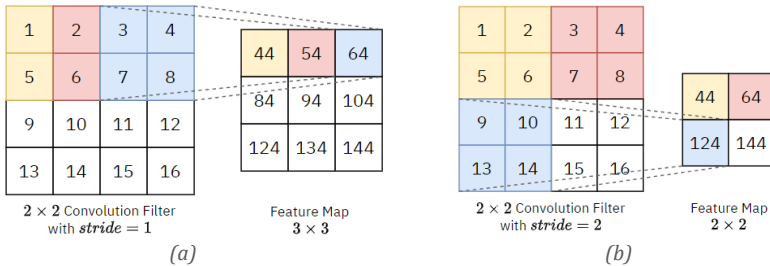 1 2 3 4
5 6 7 8
9 10 11 12
13 14 15 16
44 54 64
84 94 104
124 134 144
2 × 2 Convolution Filter
with stride = 1
Feature Map
3 × 3
(a)
1 2 3 4
5 6 7 8
9 10 11 12
13 14 15 16
44 64
124 144
2 × 2 Convolution Filter
with stride = 2
Feature Map
2 × 2
(b)